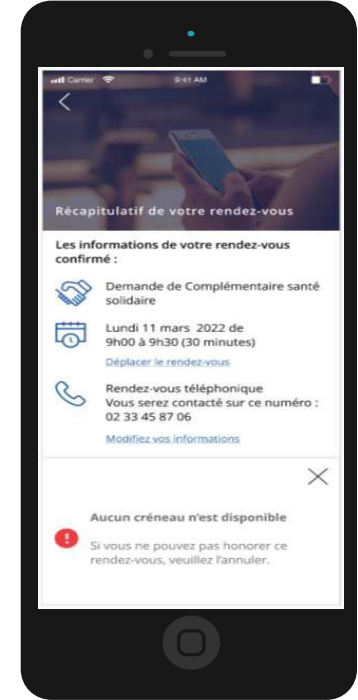 Carrier 9:41 AM
Récapitulatif de votre rendez-vous
Les informations de votre rendez-vous
confirmé :
Demande de Complémentaire santé
solidaire
Lundi 11 mars 2022 de
9h00 à 9h30 (30 minutes)
Déplacer le rendez-vous
Rendez-vous téléphonique
Vous serez contacté sur ce numéro :
02 33 45 87 06
Modifiez vos informations
Aucun créneau n'est disponible
Si vous ne pouvez pas honorer ce
rendez-vous, veuillez l'annuler.